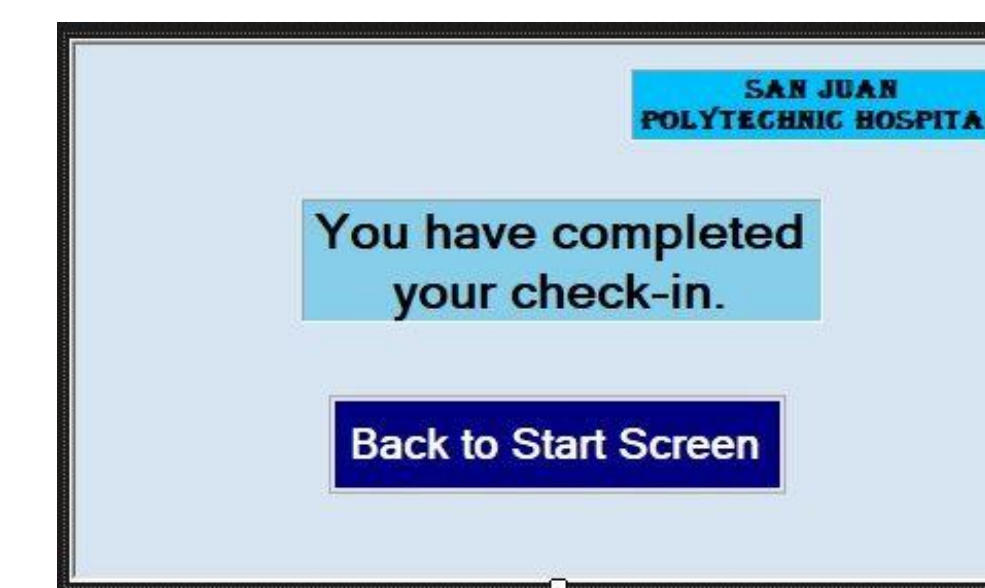 SAN JUAN
POLYTECHNIC HOSPITA
You have completed
your check-in.
Back to Start Screen